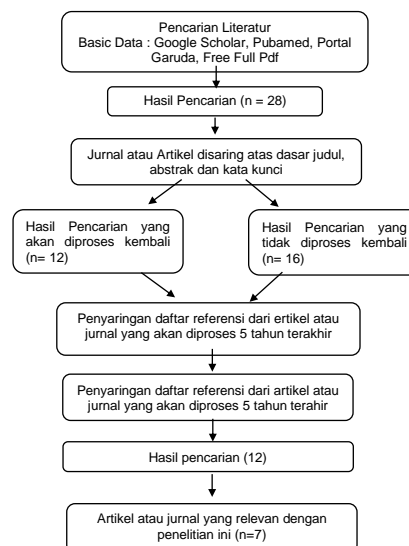 Pencarian Literatur
Basic Data : Google Scholar, Pubamed, Portal
Garuda, Free Full Pdf
Hasil Pencarian (n = 28)
Jurnal atau Artikel disaring atas dasar judul,
abstrak dan kata kunci
Hasil Pencarian yang
akan diproses kembali
(n= 12)
Hasil Pencarian yang
tidak diproses kembali
(n= 16)
Penyaringan daftar referensi dari ertikel atau
jurnal yang akan diproses 5 tahun terakhir
Penyaringan daftar referensi dari artikel atau
jurnal yang akan diproses 5 tahun terahir
Hasil pencarian (12)
Artikel atau jurnal yang relevan dengan
penelitian ini (n=7)